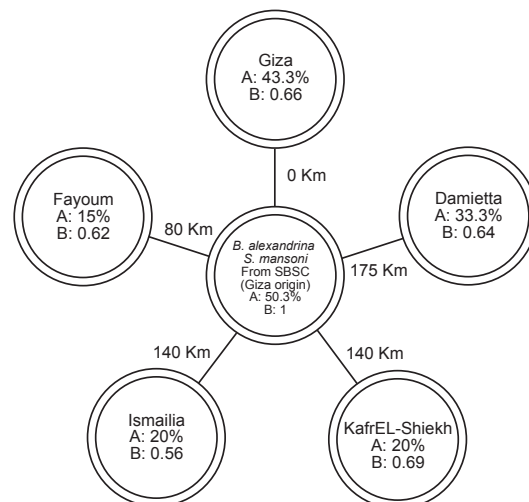 Giza
A: 43.3%
B: 0.66
0 Km
Fayoum
A: 15%
B: 0.62
80 Km
Damietta
A: 33.3%
B: 0.64
175 Km
B. alexandrina
S. mansoni
From SBSC
(Giza origin)
A: 50.3%
B: 1
140 Km
140 Km
Ismailia
A: 20%
B: 0.56
KafrEL-Shiekh
A: 20%
B: 0.69